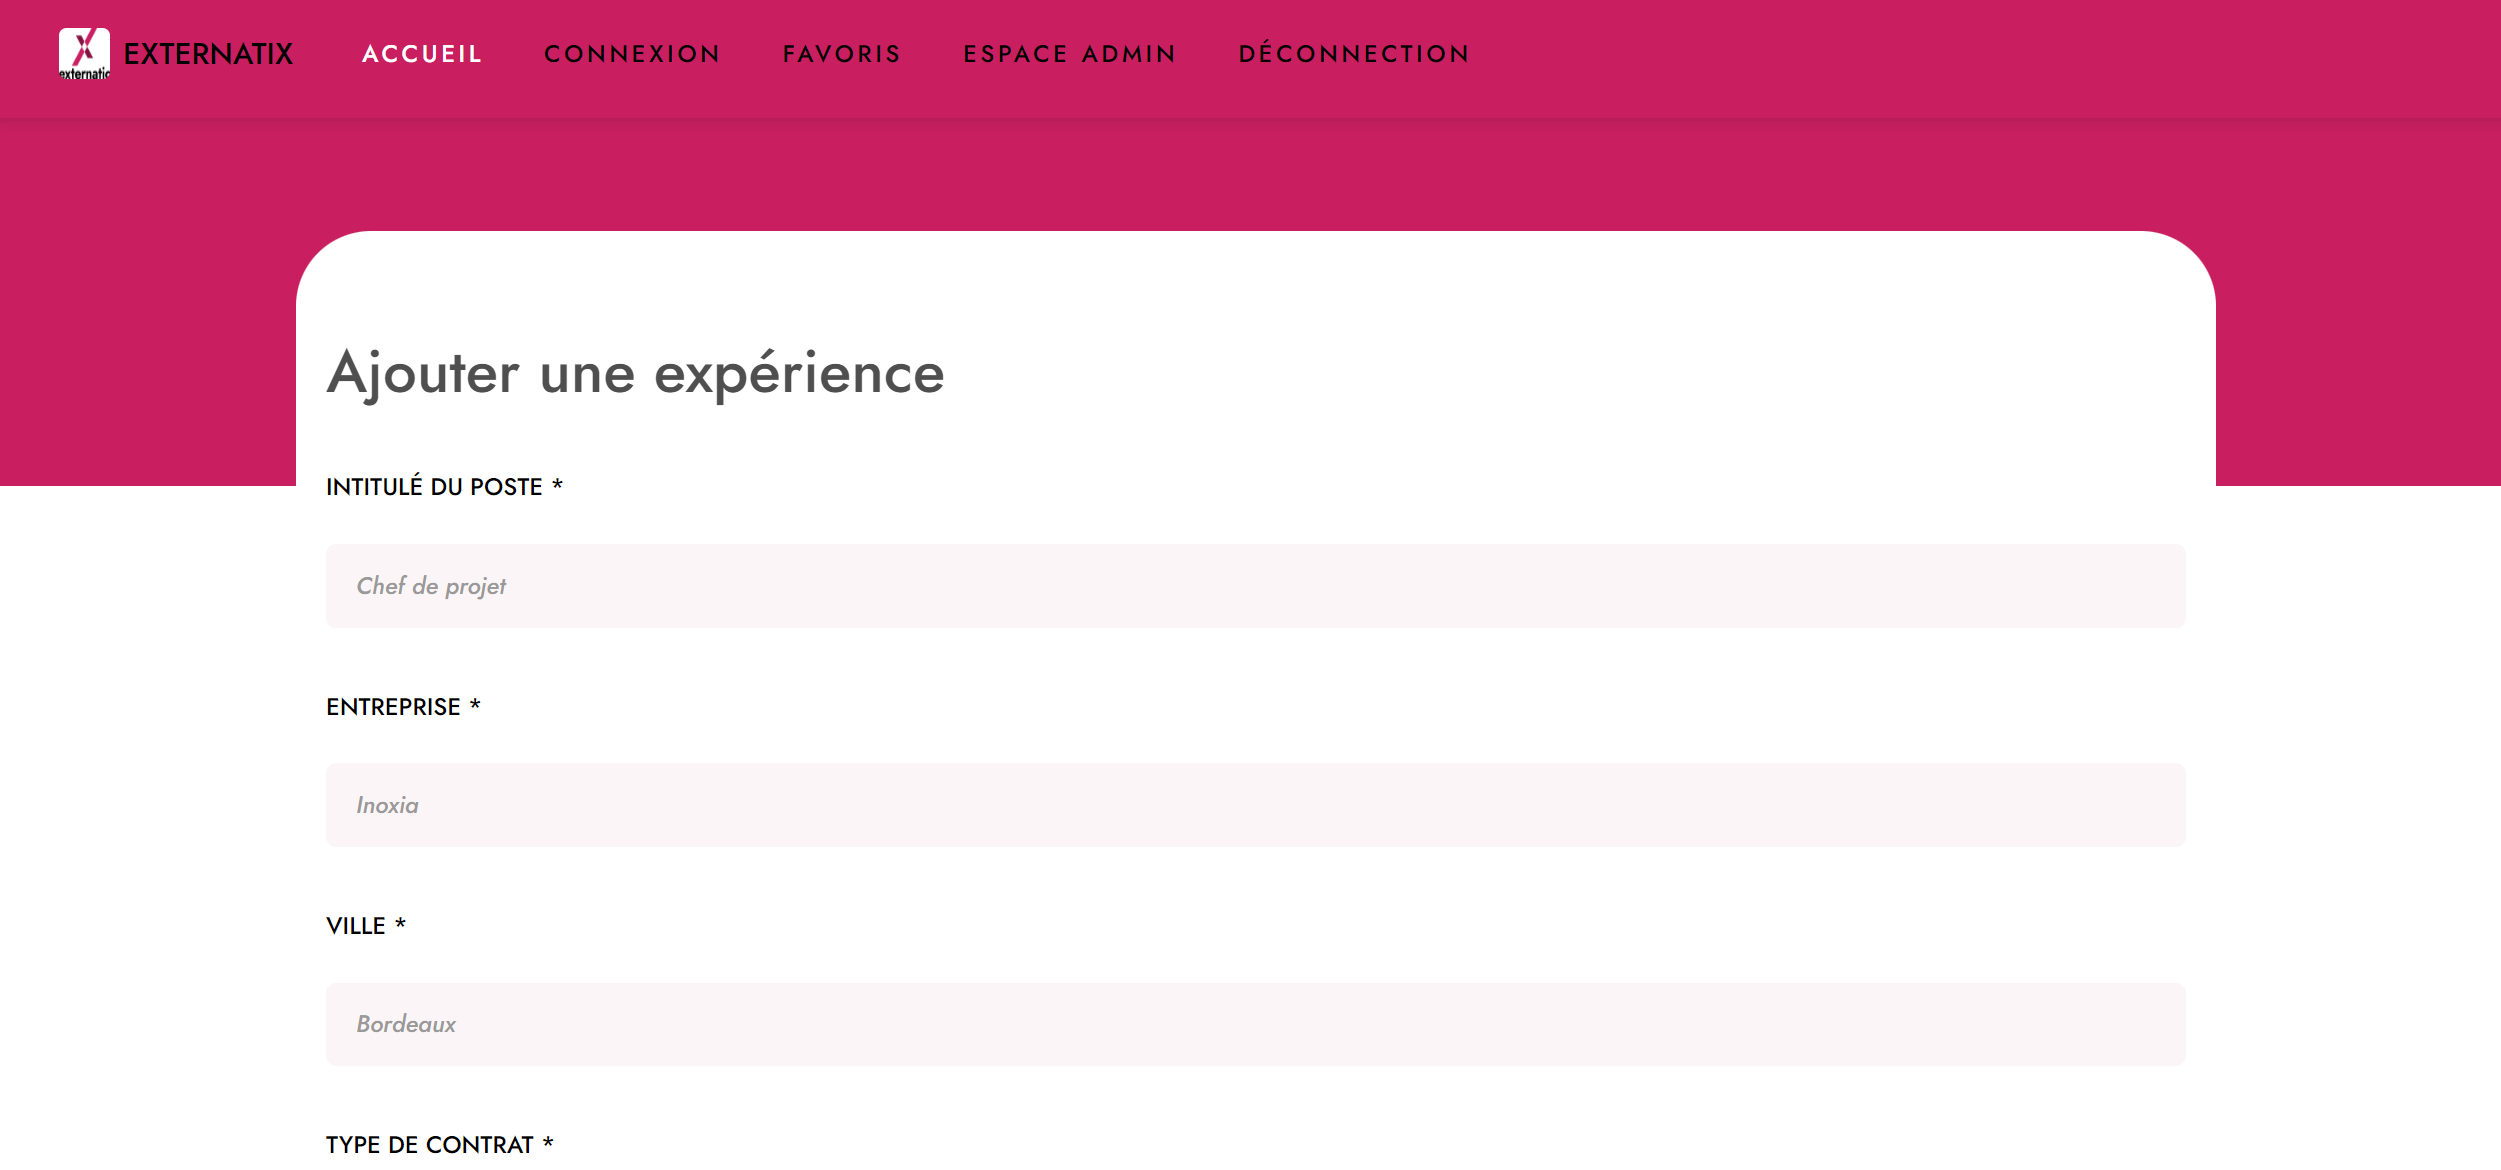 externatic
EXTERNATIX
ACCUEIL
CONNEXION
FAVORIS
ESPACE ADMIN
DÉCONNECTION
Ajouter une expérience
INTITULÉ DU POSTE *
Chef de projet
ENTREPRISE *
Inoxia
VILLE *
Bordeaux
TYPE DE CONTRAT *